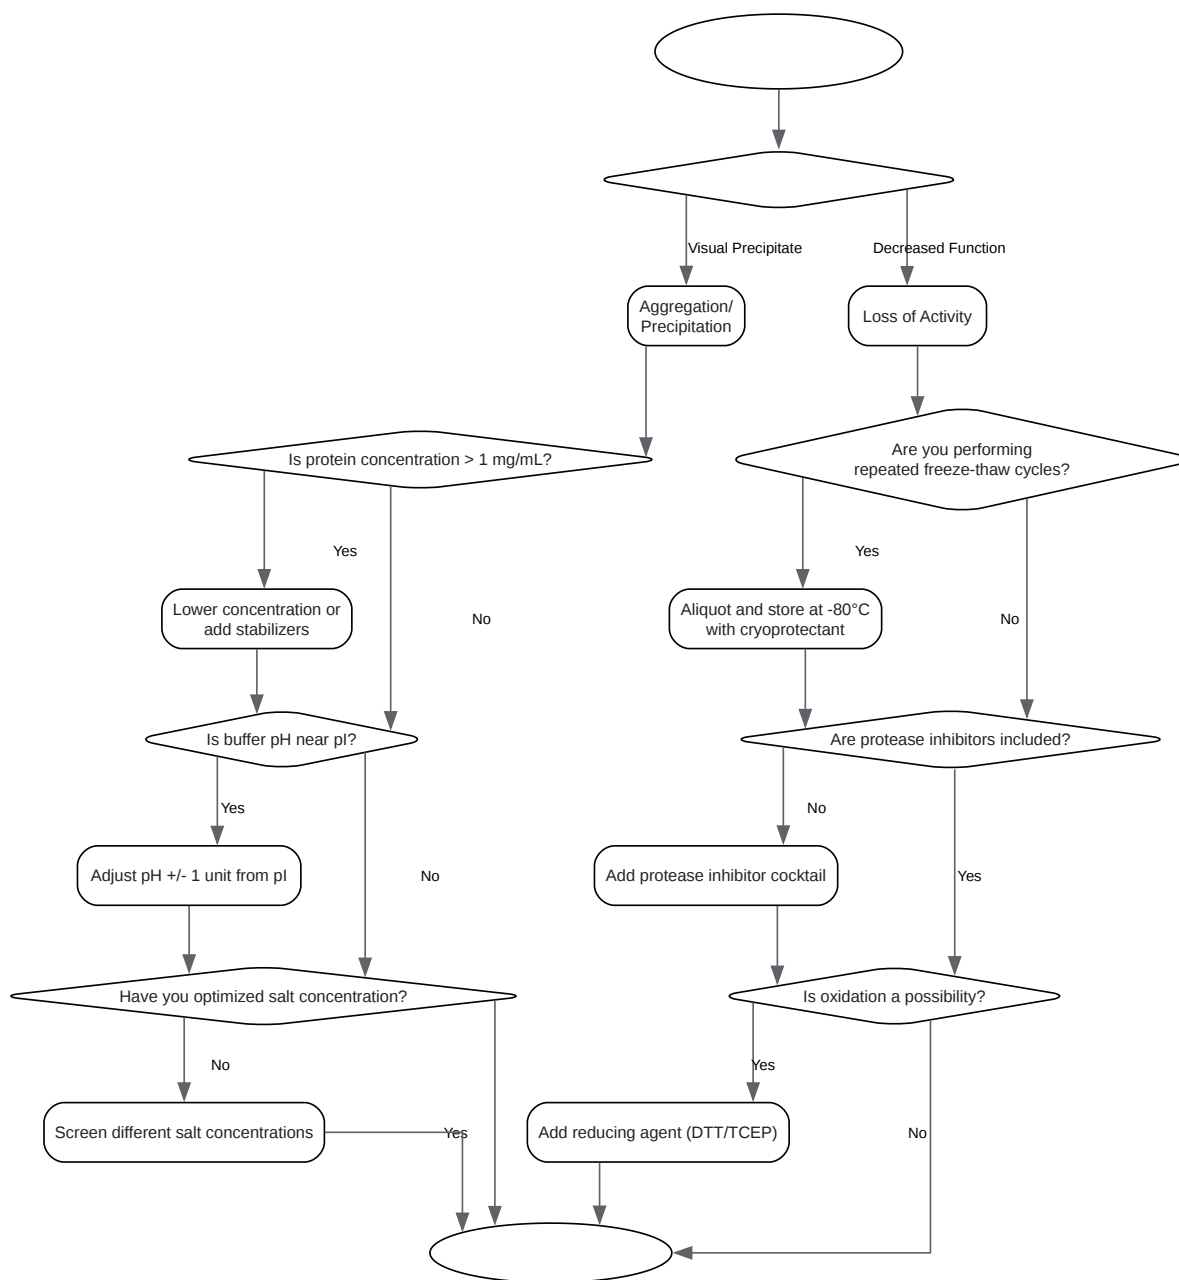 Visual Precipitate
Decreased Function
Aggregation/
Precipitation
Loss of Activity
Is protein concentration > 1 mg/mL?
Are you performing
repeated freeze-thaw cycles?
Yes
Yes
Lower concentration or
add stabilizers
No
Aliquot and store at -80°C
with cryoprotectant
No
Is buffer pH near pI?
Are protease inhibitors included?
Yes
No
Adjust pH +/- 1 unit from pI
No
Add protease inhibitor cocktail
Yes
Have you optimized salt concentration?
Is oxidation a possibility?
No
Yes
Screen different salt concentrations
Yes
Add reducing agent (DTT/TCEP)
No